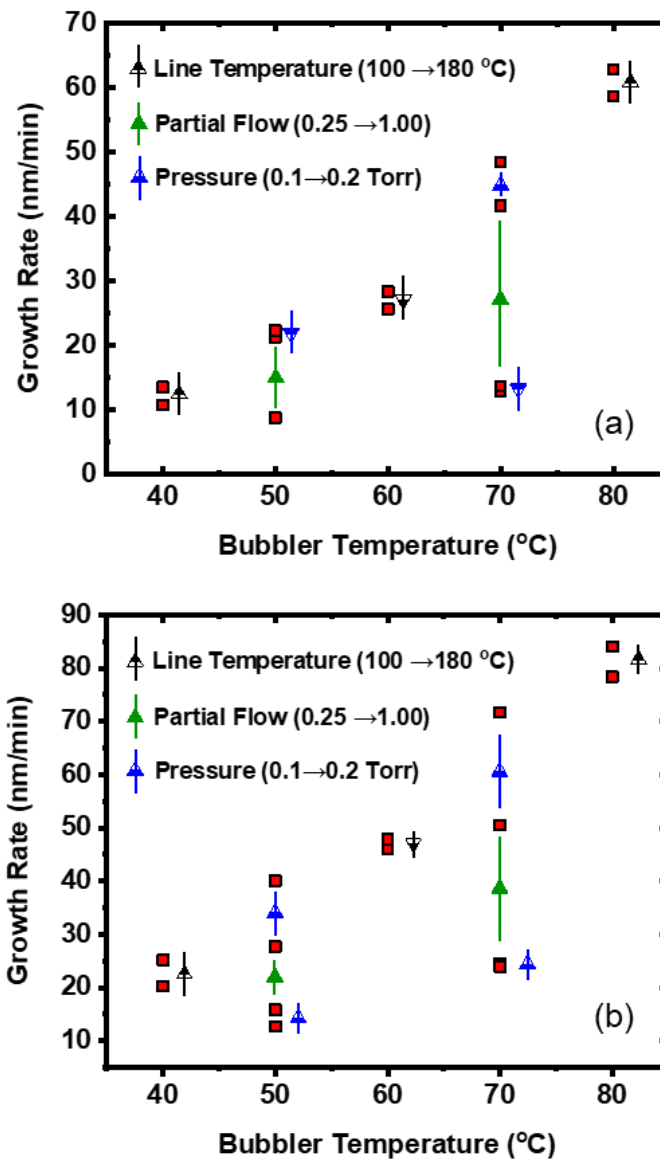 70
60
50
40
30
20
10
0
Growth Rate (nm/min)
Line Temperature (100 →180 °C)
Partial Flow (0.25 →1.00)
Pressure (0.1→0.2 Torr)
(a)
40 50 60 70 80
Bubbler Temperature (°C)
90
80
70
60
50
40
30
20
10
Growth Rate (nm/min)
Line Temperature (100 →180 °C)
Partial Flow (0.25 →1.00)
Pressure (0.1→0.2 Torr)
(b)
40 50 60 70 80
Bubbler Temperature (°C)